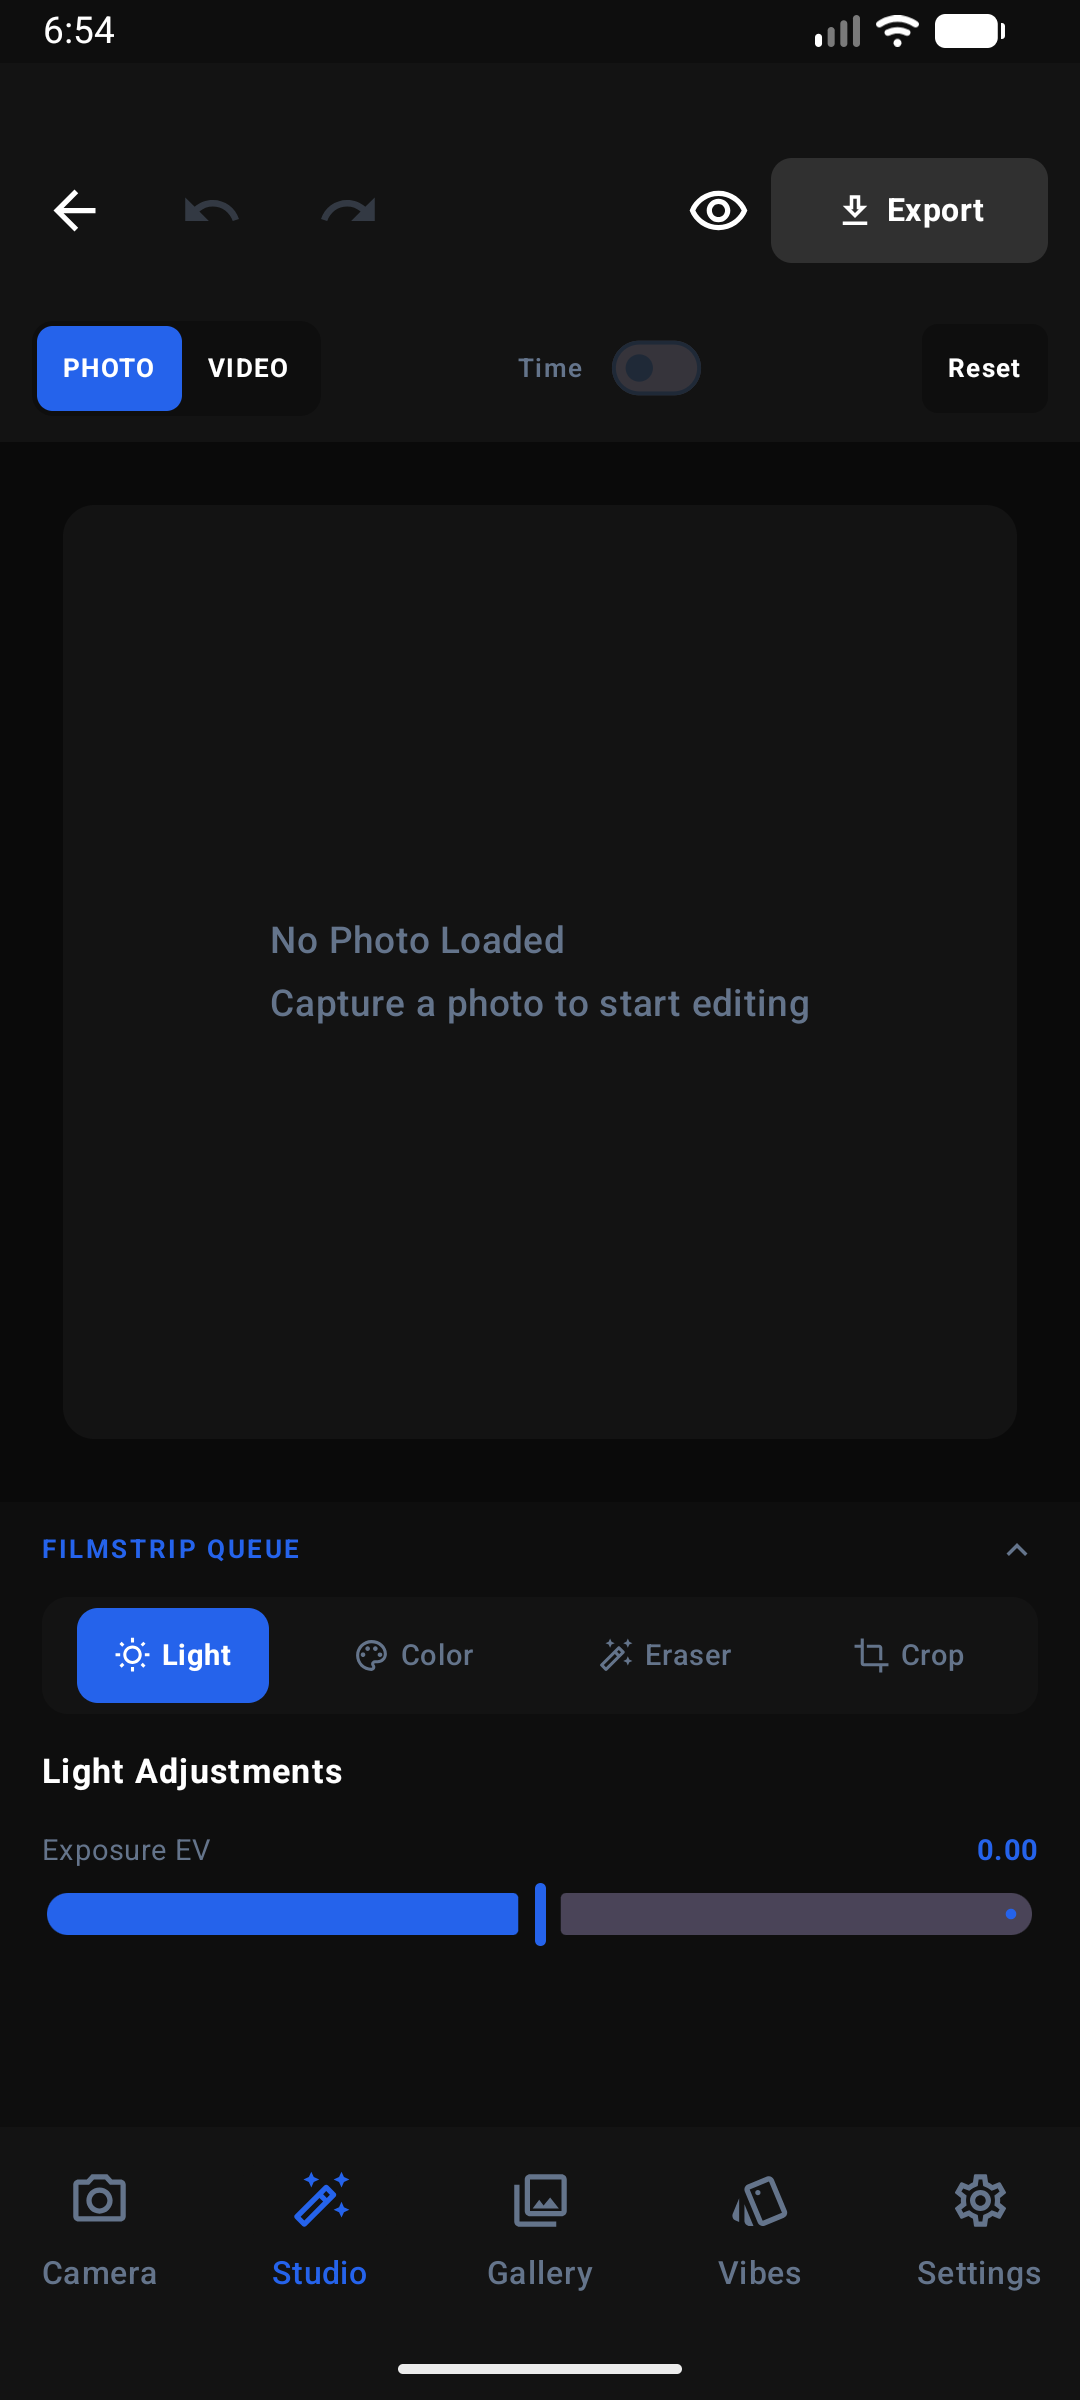 6:54
Export
PHOTO
VIDEO
Time
Reset
No Photo Loaded
Capture a photo to start editing
FILMSTRIP QUEUE
Light
Color
Eraser
Crop
Light Adjustments
Exposure EV
0.00
Camera
Studio
Gallery
Vibes
Settings